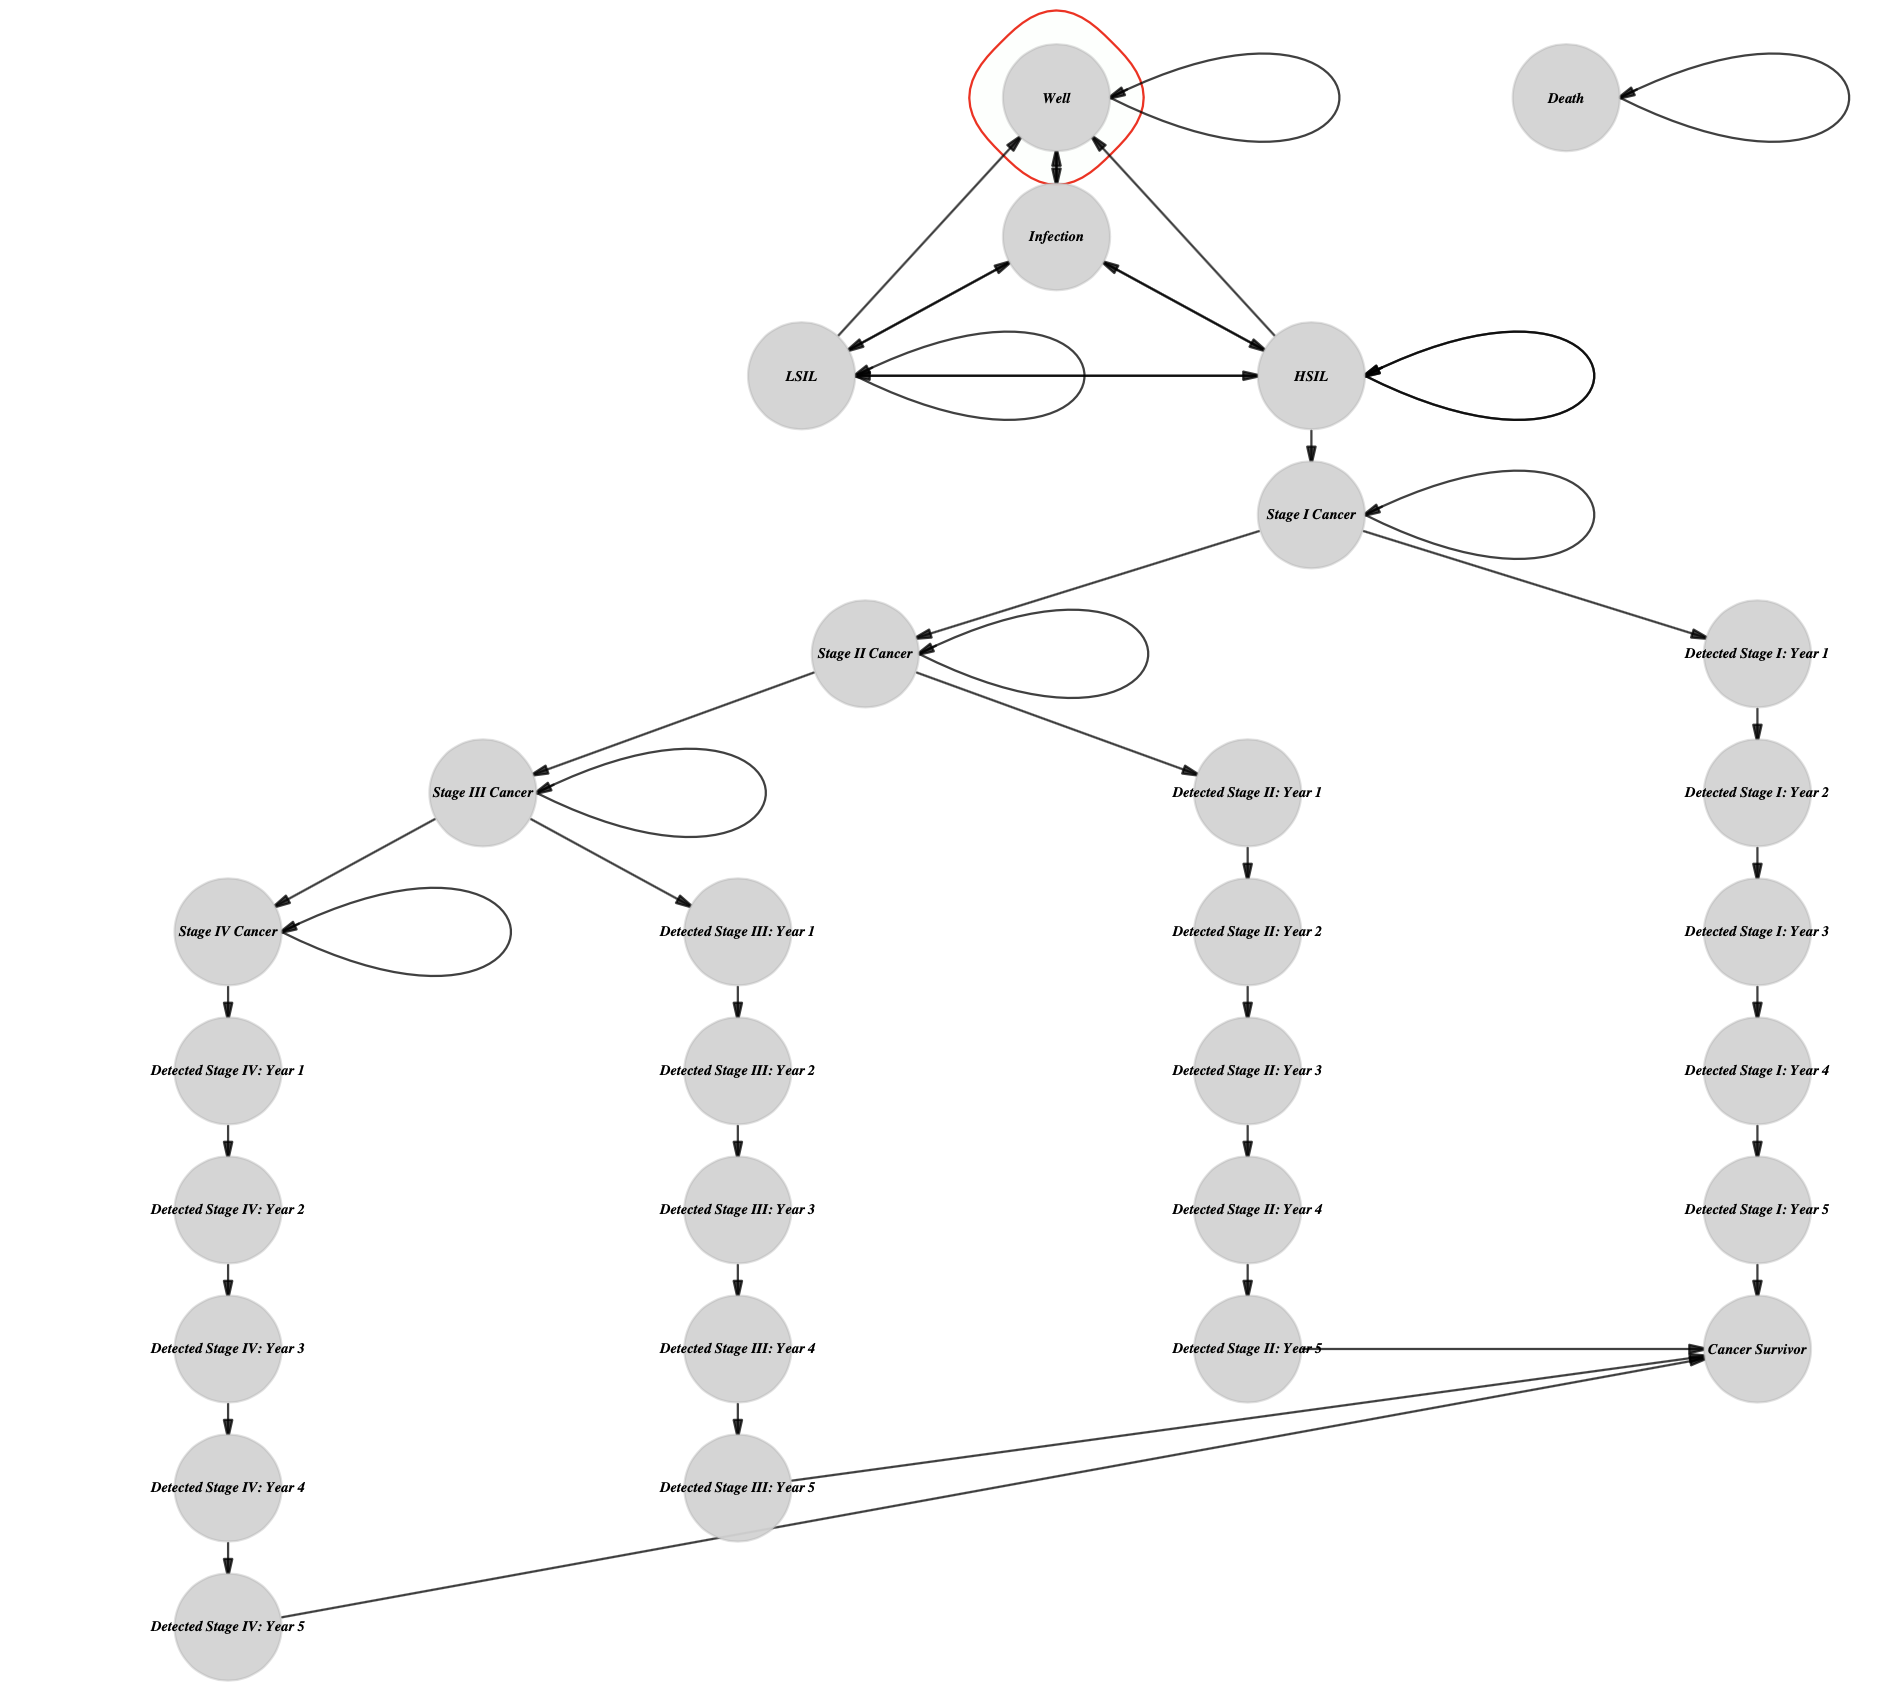 Well
Death
Infection
LSIL
HSIL
Stage I Cancer
Stage II Cancer
Detected Stage I: Year 1
Stage III Cancer
Detected Stage II: Year 1
Detected Stage I: Year 2
Stage IV Cancer
Detected Stage III: Year 1
Detected Stage II: Year 2
Detected Stage I: Year 3
Detected Stage IV: Year 1
Detected Stage III: Year 2
Detected Stage II: Year 3
Detected Stage I: Year 4
Detected Stage IV: Year 2
Detected Stage III: Year 3
Detected Stage II: Year 4
Detected Stage I: Year 5
Detected Stage IV: Year 3
Detected Stage III: Year 4
Detected Stage II: Year 5
Cancer Survivor
Detected Stage IV: Year 4
Detected Stage III: Year 5
Detected Stage IV: Year 5